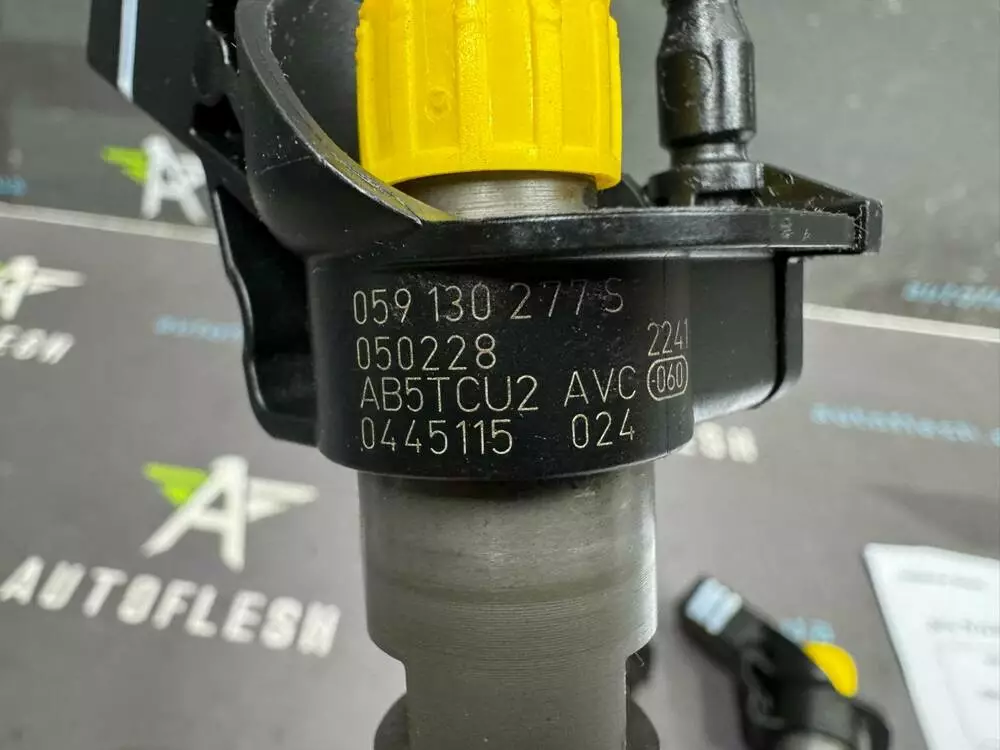 059 130 277 S
050228 2241
AB5TCU2 AVC 060
0445115 024
AUTOFLESH